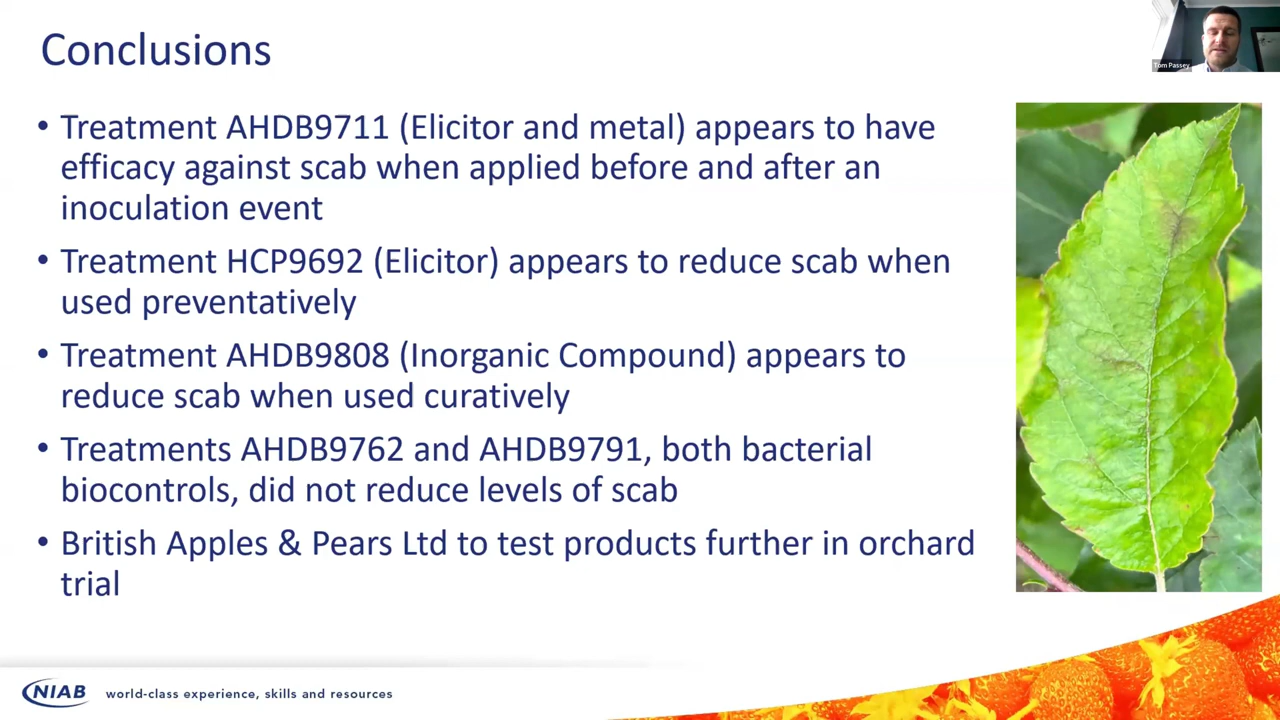 Conclusions
Tom Passey
• Treatment AHDB9711 (Elicitor and metal) appears to have
efficacy against scab when applied before and after an
inoculation event
• Treatment HCP9692 (Elicitor) appears to reduce scab when
used preventatively
• Treatment AHDB9808 (Inorganic Compound) appears to
reduce scab when used curatively
• Treatments AHDB9762 and AHDB9791, both bacterial
biocontrols, did not reduce levels of scab
• British Apples & Pears Ltd to test products further in orchard
trial
NIAB world-class experience, skills and resources